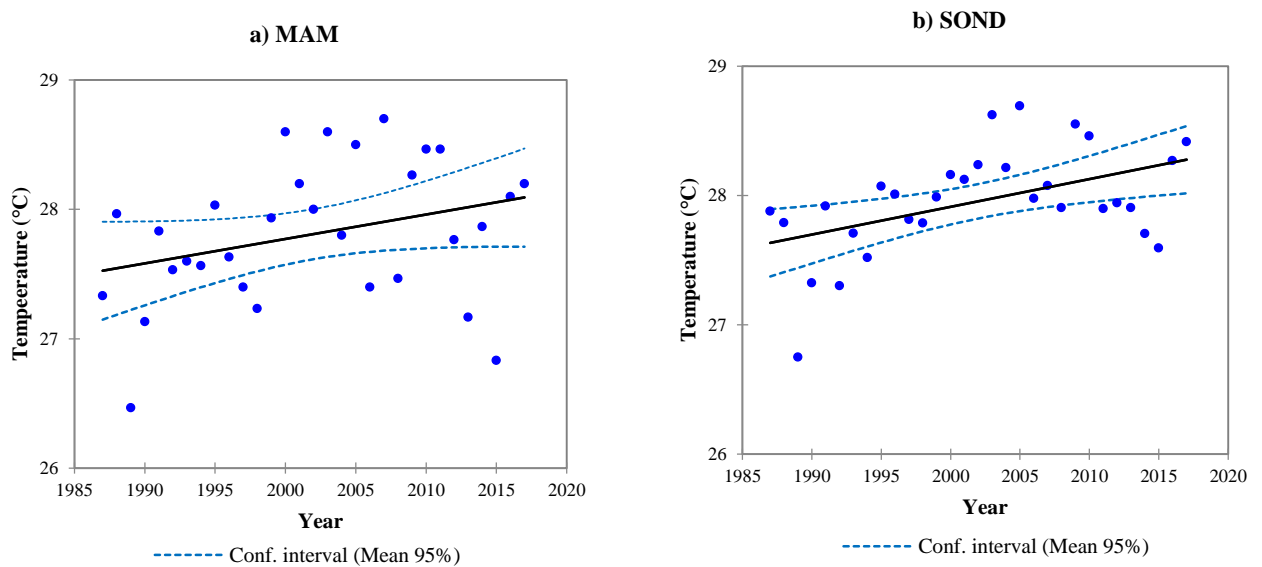 a) MAM
29
28
27
26
Tempeerature (°C)
1985 1990 1995 2000 2005 2010 2015 2020
Year
Conf. interval (Mean 95%)
b) SOND
29
28
27
26
Temperature (°C)
1985 1990 1995 2000 2005 2010 2015 2020
Year
Conf. interval (Mean 95%)